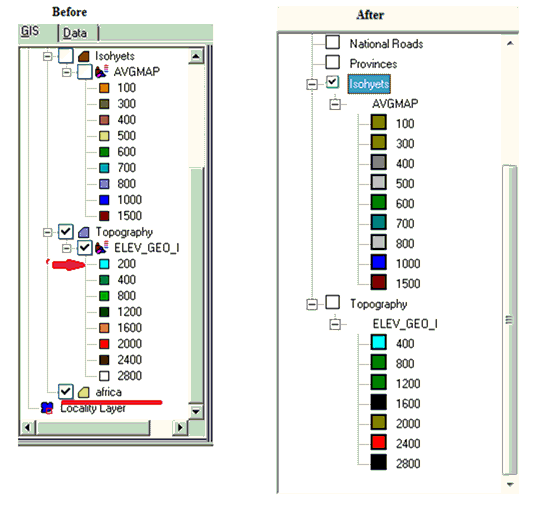 Before
GIS
Data
Isohyets
AVGMAP
100
300
400
500
600
700
800
1000
1500
Topography
ELEV_GEO_I
200
400
800
1200
1600
2000
2400
2800
africa
Locality Layer
After
National Roads
Provinces
Isohyets
AVGMAP
100
300
400
500
600
700
800
1000
1500
Topography
ELEV_GEO_I
400
800
1200
1600
2000
2400
2800